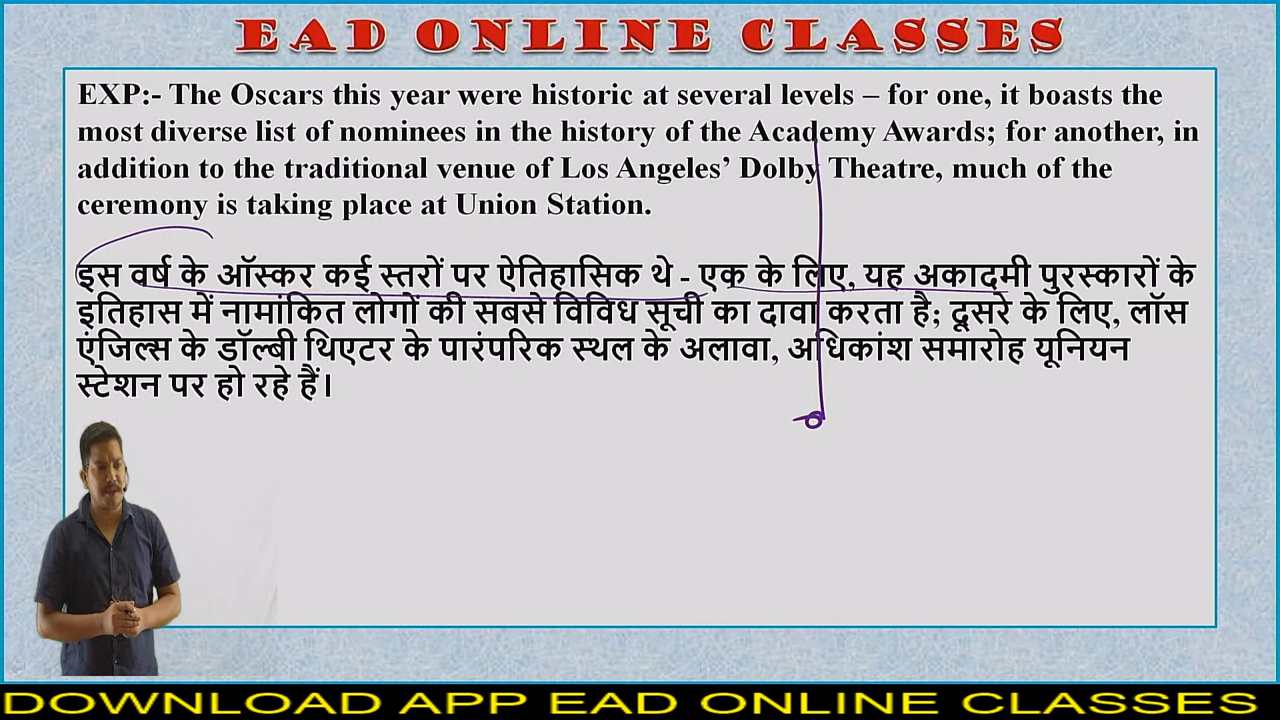 EAD ONLINE CLASSES
EXP:- The Oscars this year were historic at several levels – for one, it boasts the
most diverse list of nominees in the history of the Academy Awards; for another, in
addition to the traditional venue of Los Angeles’ Dolby Theatre, much of the
ceremony is taking place at Union Station.
इस वर्ष के ऑस्कर कई स्तरों पर ऐतिहासिक थे - एक के लिए, यह अकादमी पुरस्कारों के
इतिहास में नामांकित लोगों की सबसे विविध सूची का दावा करता है; दूसरे के लिए, लॉस
एंजिल्स के डॉल्बी थिएटर के पारंपरिक स्थल के अलावा, अधिकांश समारोह यूनियन
स्टेशन पर हो रहे हैं।
DOWNLOAD APP EAD ONLINE CLASSES